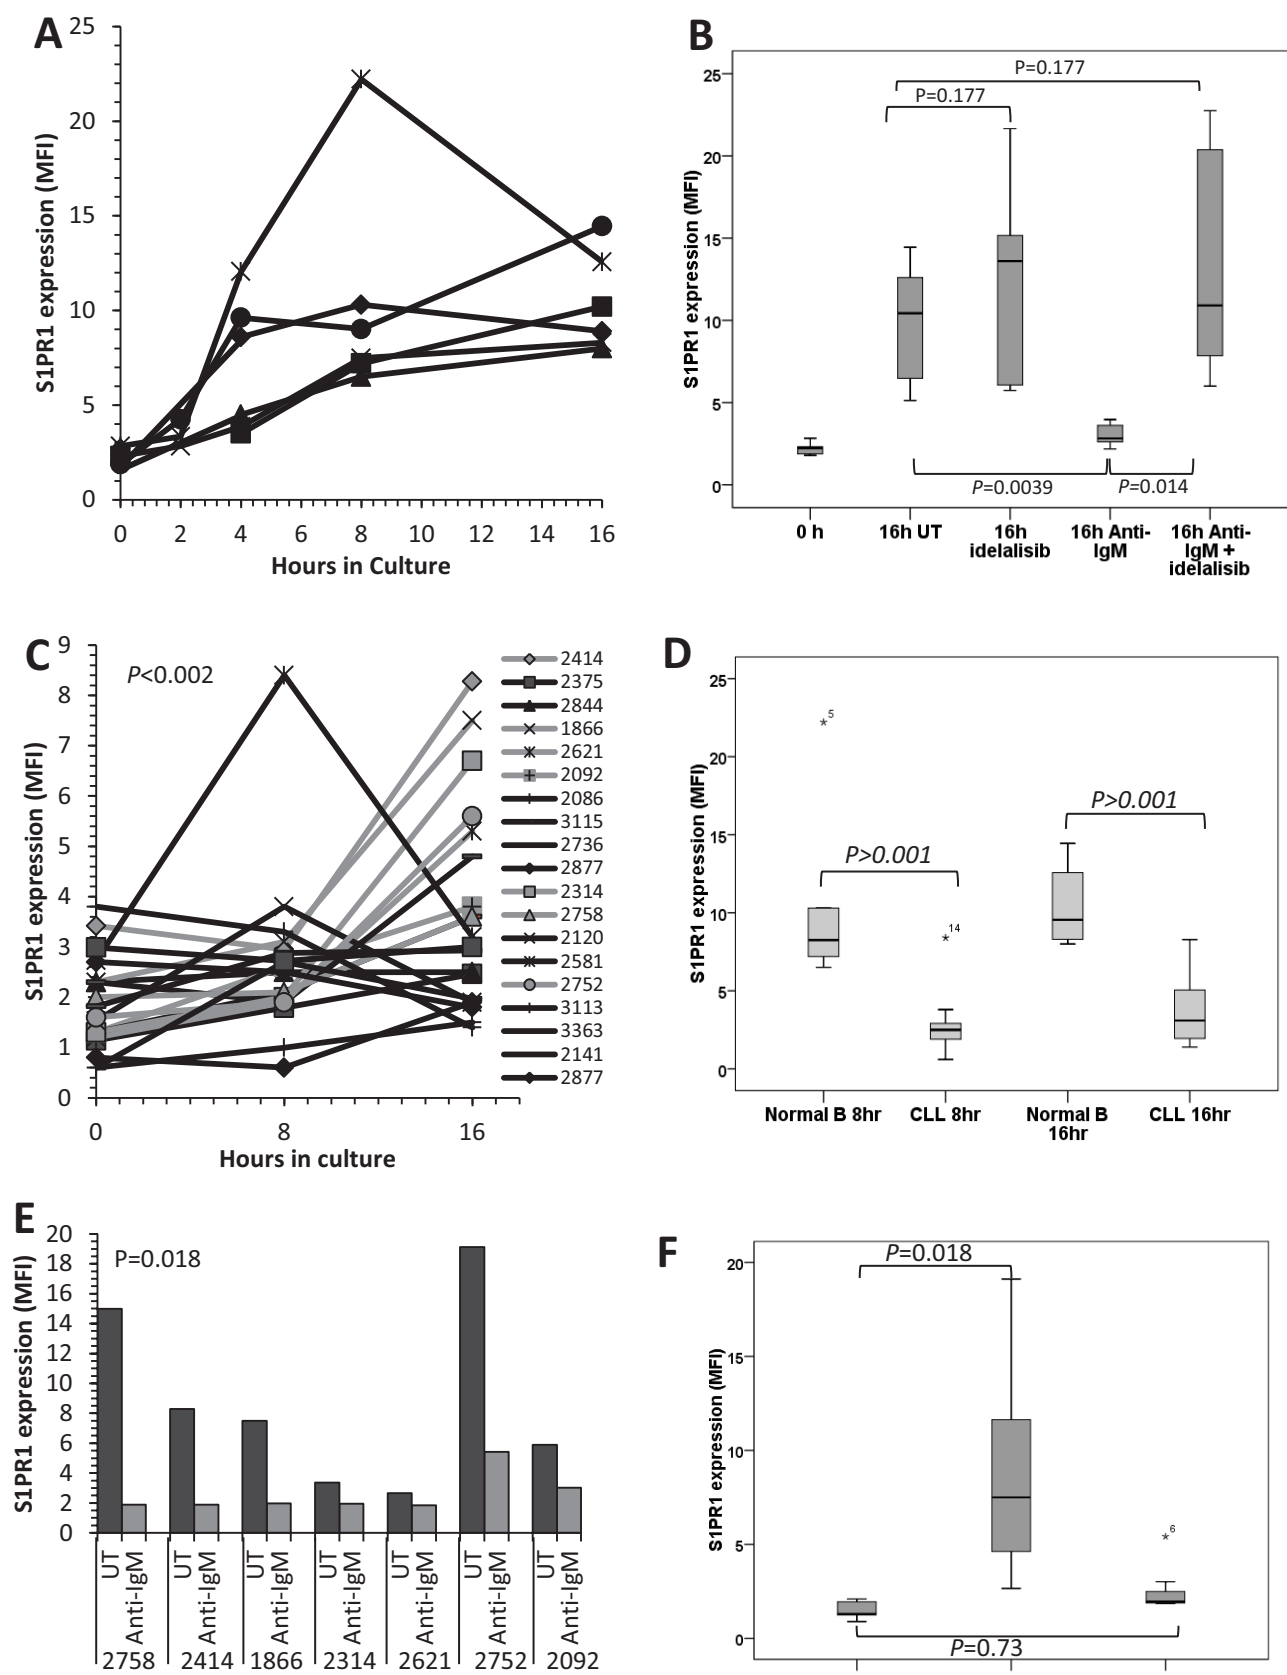 A
25
20
15
10
5
0
S1PR1 expression (MFI)
0 2 4 6 8 10 12 14 16
Hours in Culture
B
25
20
15
10
5
0
S1PR1 expression (MFI)
P=0.177
P=0.177
P=0.0039
P=0.014
0 h
16h UT
16h
idelalisib
16h Anti-
IgM
16h Anti-
IgM +
idelalisib
C
9
8
7
6
5
4
3
2
1
0
S1PR1 expression (MFI)
P<0.002
0 8 16
Hours in culture
2414
2375
2844
1866
2621
2092
2086
3115
2736
2877
2314
2758
2120
2581
2752
3113
3363
2141
2877
D
25
20
15
10
5
0
S1PR1 expression (MFI)
*5
P>0.001
*14
P>0.001
Normal B 8hr
CLL 8hr
Normal B
16hr
CLL 16hr
E
20
18
16
14
12
10
8
6
4
2
0
S1PR1 expression (MFI)
P=0.018
UT
Anti-IgM
UT
Anti-IgM
UT
Anti-IgM
UT
Anti-IgM
UT
Anti-IgM
UT
Anti-IgM
UT
Anti-IgM
2758 2414 1866 2314 2621 2752 2092
F
20
15
10
5
0
S1PR1 expression (MFI)
P=0.018
*6
P=0.73